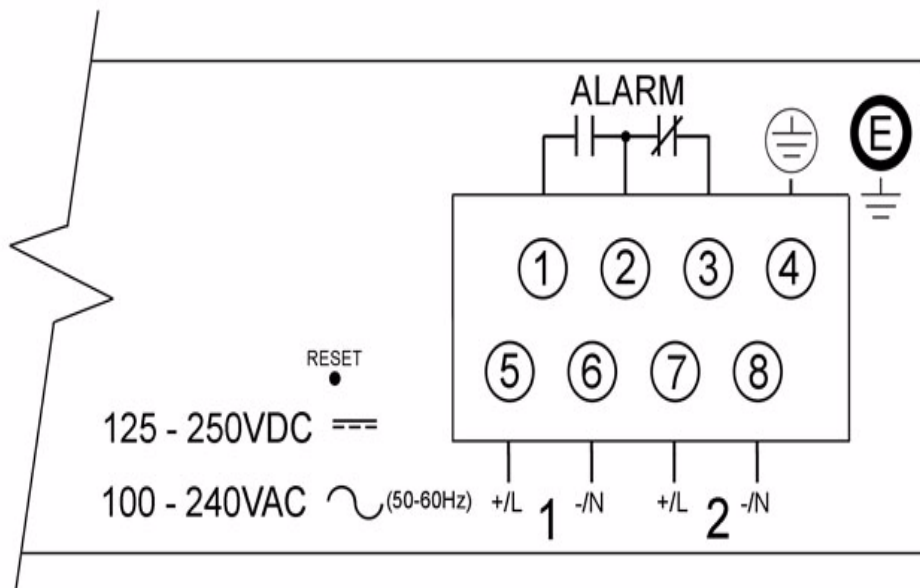 ALARM
E
1 2 3 4
5 6 7 8
RESET
125 - 250VDC
100 - 240VAC (50-60Hz)
+/L 1 -/N +/L 2 -/N